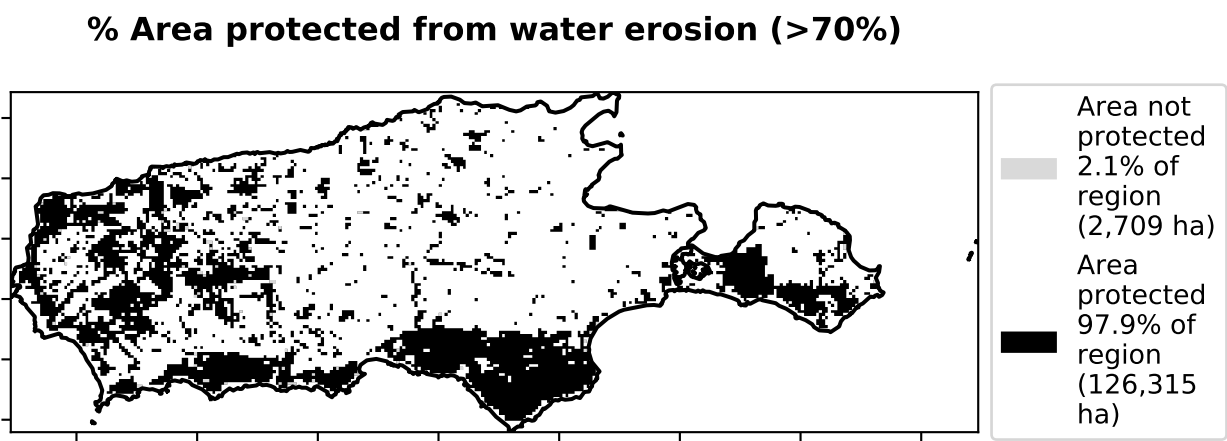 % Area protected from water erosion (>70%)
Area not
protected
2.1% of
region
(2,709 ha)
Area
protected
97.9% of
region
(126,315
ha)